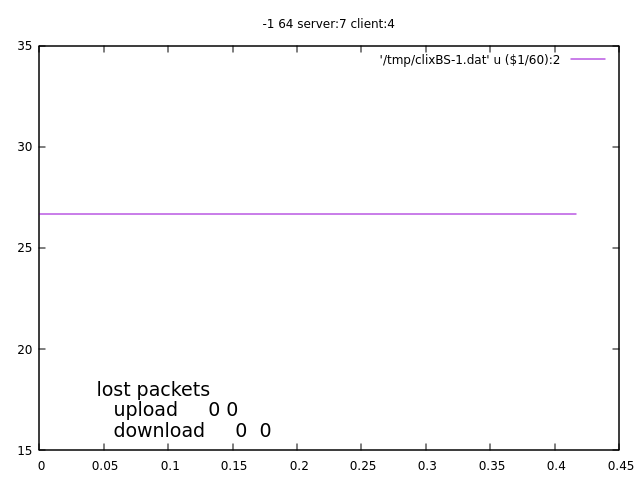 -1 64 server:7 client:4
35
'/tmp/clixBS-1.dat' u ($1/60):2
30
25
20
lost packets
upload 0 0
download 0 0
15
0 0.05 0.1 0.15 0.2 0.25 0.3 0.35 0.4 0.45